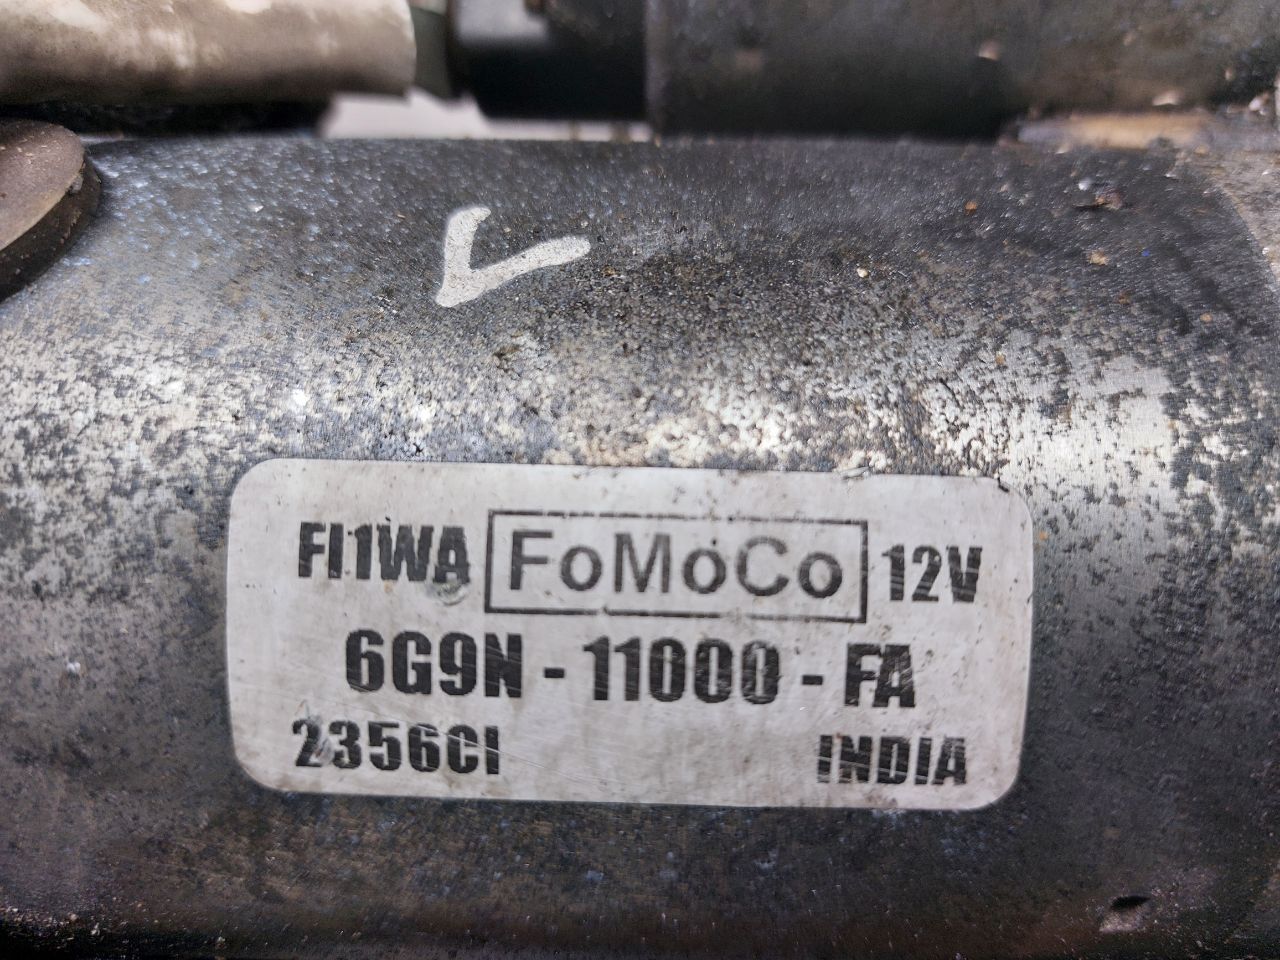 FI1WA FoMoCo 12V
6G9N - 11000 - FA
2356CI INDIA